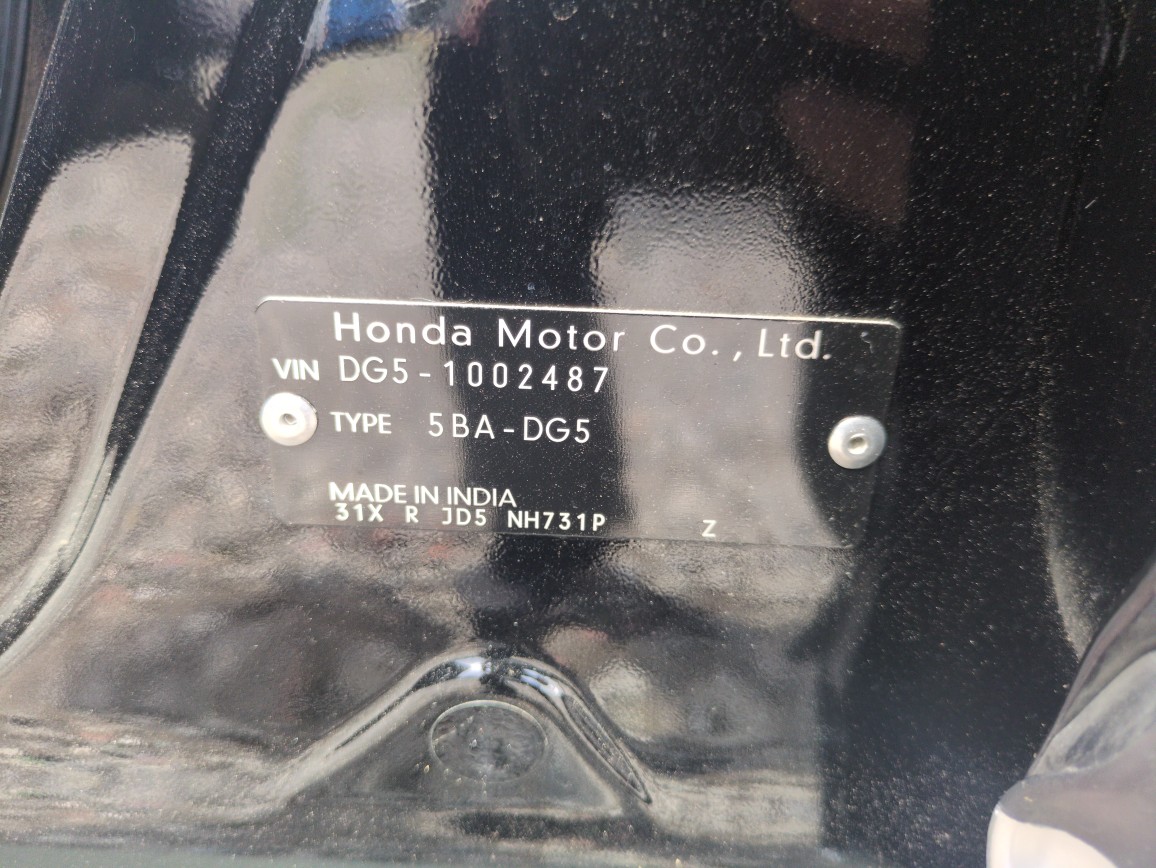 Honda Motor Co., Ltd.
VIN DG5-1002487
TYPE 5BA-DG5
MADE IN INDIA
31X R JD5 NH731P Z